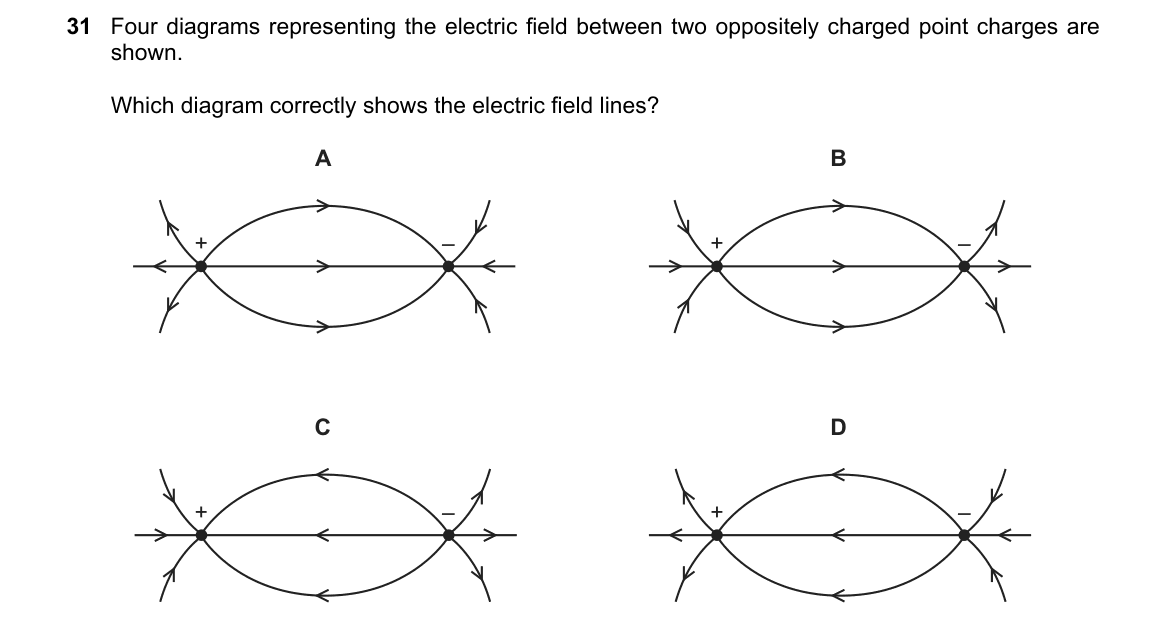 31 Four diagrams representing the electric field between two oppositely charged point charges are
shown.
Which diagram correctly shows the electric field lines?
A
B
+
–
+
–
C
D
+
–
+
–